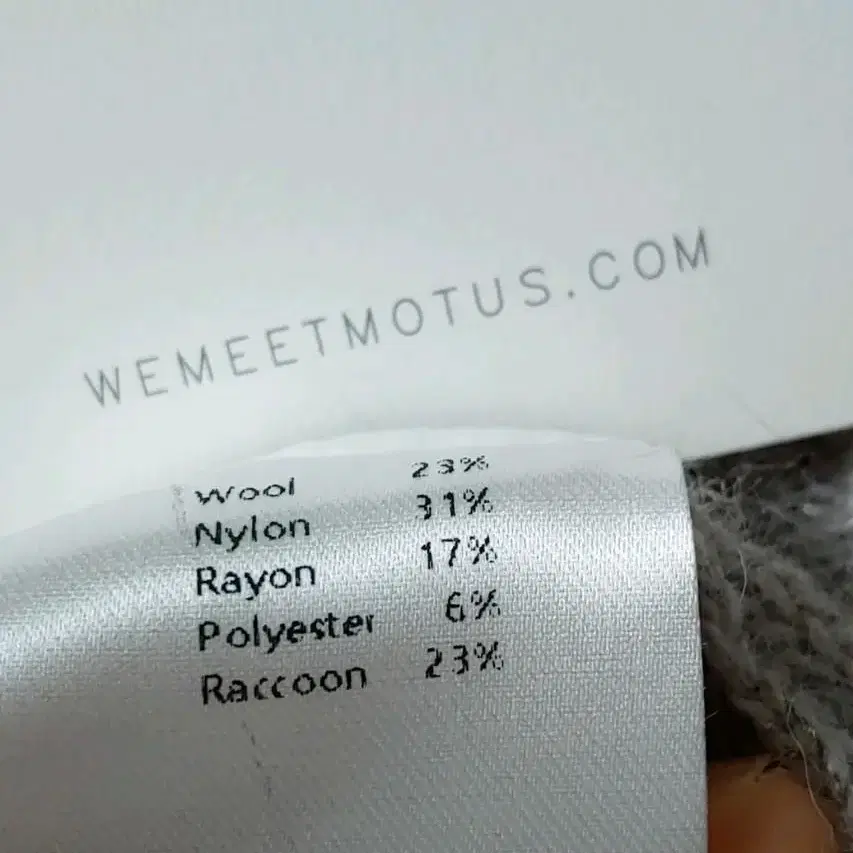 WEMEETMOTUS.COM
Wool 23%
Nylon 31%
Rayon 17%
Polyester 6%
Raccoon 23%